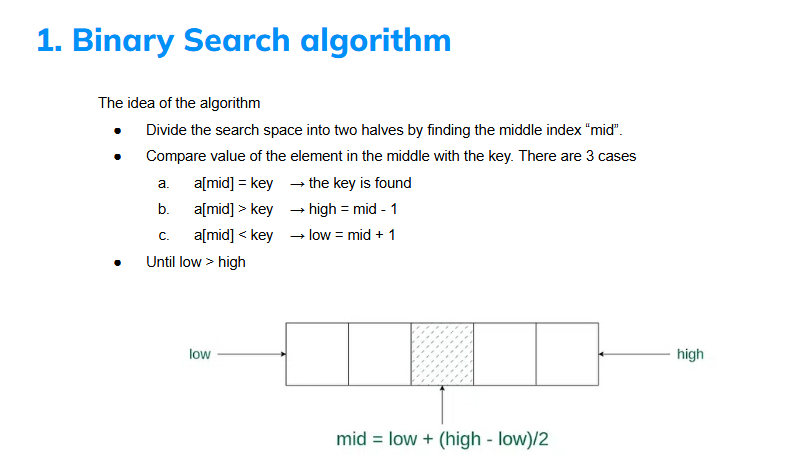 1. Binary Search algorithm
The idea of the algorithm
● Divide the search space into two halves by finding the middle index “mid”.
● Compare value of the element in the middle with the key. There are 3 cases
a. a[mid] = key → the key is found
b. a[mid] > key → high = mid - 1
c. a[mid] < key → low = mid + 1
● Until low > high
low
high
mid = low + (high - low)/2